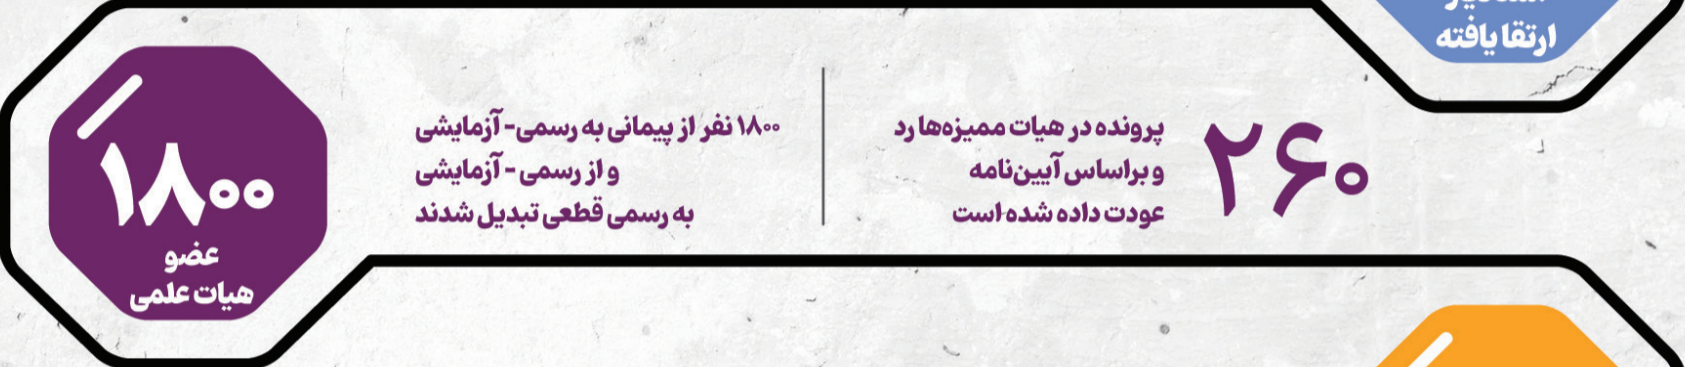 ارتقا یافته
۲۶۰
پرونده در هیات ممیزه‌ها رد
و براساس آیین‌نامه
عودت داده شده است
۱۸۰۰ نفر از پیمانی به رسمی- آزمایشی
و از رسمی - آزمایشی
به رسمی قطعی تبدیل شدند
۱۸۰۰
عضو
هیات علمی